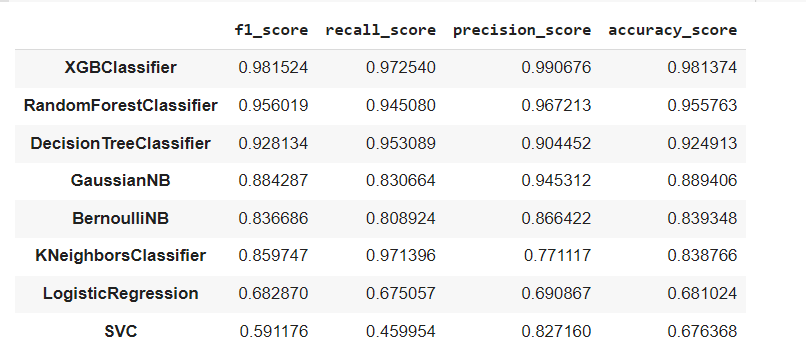 f1_score recall_score precision_score accuracy_score
XGBClassifier 0.981524 0.972540 0.990676 0.981374
RandomForestClassifier 0.956019 0.945080 0.967213 0.955763
DecisionTreeClassifier 0.928134 0.953089 0.904452 0.924913
GaussianNB 0.884287 0.830664 0.945312 0.889406
BernoulliNB 0.836686 0.808924 0.866422 0.839348
KNeighborsClassifier 0.859747 0.971396 0.771117 0.838766
LogisticRegression 0.682870 0.675057 0.690867 0.681024
SVC 0.591176 0.459954 0.827160 0.676368